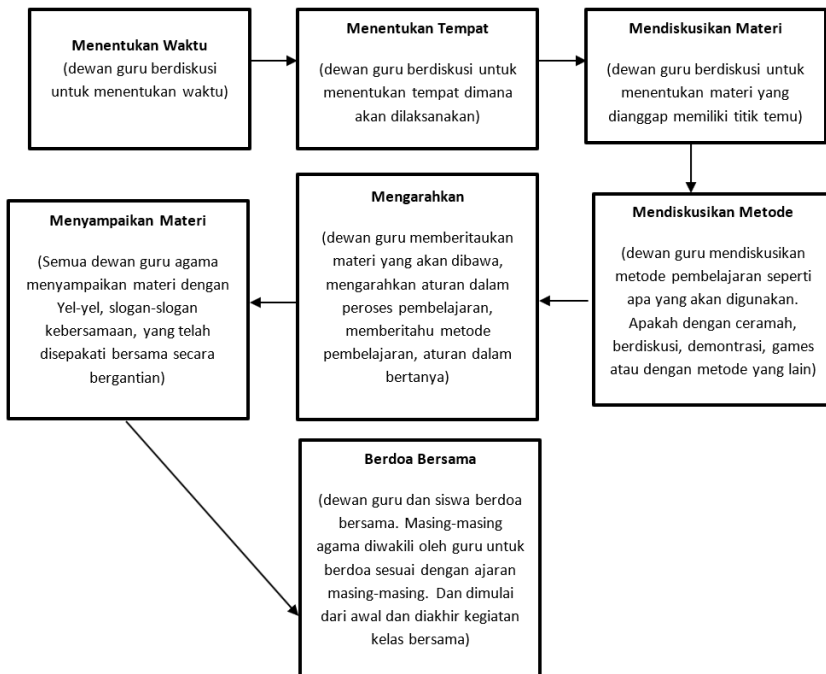 Menentukan Waktu
(dewan guru berdiskusi
untuk menentukan waktu)
Menentukan Tempat
(dewan guru berdiskusi untuk
menentukan tempat dimana
akan dilaksanakan)
Mendiskusikan Materi
(dewan guru berdiskusi untuk
menentukan materi yang
dianggap memiliki titik temu)
Mendiskusikan Metode
(dewan guru mendiskusikan
metode pembelajaran seperti
apa yang akan digunakan.
Apakah dengan ceramah,
berdiskusi, demontrasi, games
atau dengan metode yang lain)
Mengarahkan
(dewan guru memberitaukan
materi yang akan dibawa,
mengarahkan aturan dalam
peroses pembelajaran,
memberitahu metode
pembelajaran, aturan dalam
bertanya)
Menyampaikan Materi
(Semua dewan guru agama
menyampaikan materi dengan
Yel-yel, slogan-slogan
kebersamaan, yang telah
disepakati bersama secara
bergantian)
Berdoa Bersama
(dewan guru dan siswa berdoa
bersama. Masing-masing
agama diwakili oleh guru untuk
berdoa sesuai dengan ajaran
masing-masing. Dan dimulai
dari awal dan diakhir kegiatan
kelas bersama)